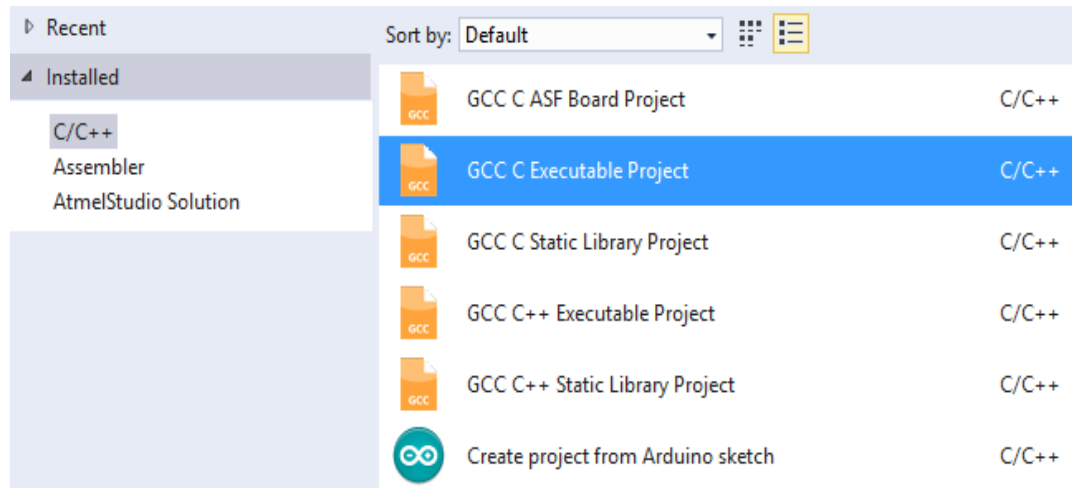 Recent
Installed
C/C++
Assembler
AtmelStudio Solution
Sort by: Default
GCC GCC C ASF Board Project C/C++
GCC GCC C Executable Project C/C++
GCC GCC C Static Library Project C/C++
GCC GCC C++ Executable Project C/C++
GCC GCC C++ Static Library Project C/C++
Create project from Arduino sketch C/C++